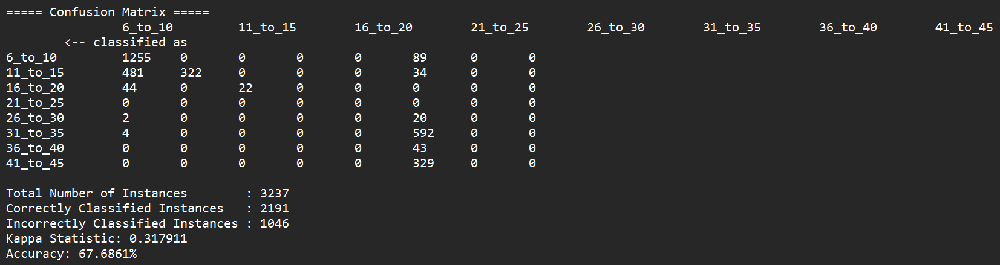 ===== Confusion Matrix =====
                6_to_10         11_to_15        16_to_20        21_to_25        26_to_30        31_to_35        36_to_40        41_to_45
        <-- classified as
6_to_10         1255    0       0       0       0       89      0       0
11_to_15        481     322     0       0       0       34      0       0
16_to_20        44      0       22      0       0       0       0       0
21_to_25        0       0       0       0       0       0       0       0
26_to_30        2       0       0       0       0       20      0       0
31_to_35        4       0       0       0       0       592     0       0
36_to_40        0       0       0       0       0       43      0       0
41_to_45        0       0       0       0       0       329     0       0
Total Number of Instances        : 3237
Correctly Classified Instances   : 2191
Incorrectly Classified Instances : 1046
Kappa Statistic: 0.317911
Accuracy: 67.6861%